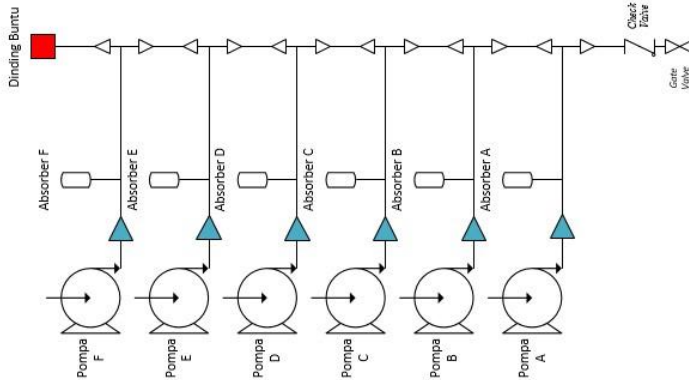 Dinding Buntu
Check
Valve
Gate
Valve
Absorber F
Absorber E
Absorber D
Absorber C
Absorber B
Absorber A
Pompa
F
Pompa
E
Pompa
D
Pompa
C
Pompa
B
Pompa
A